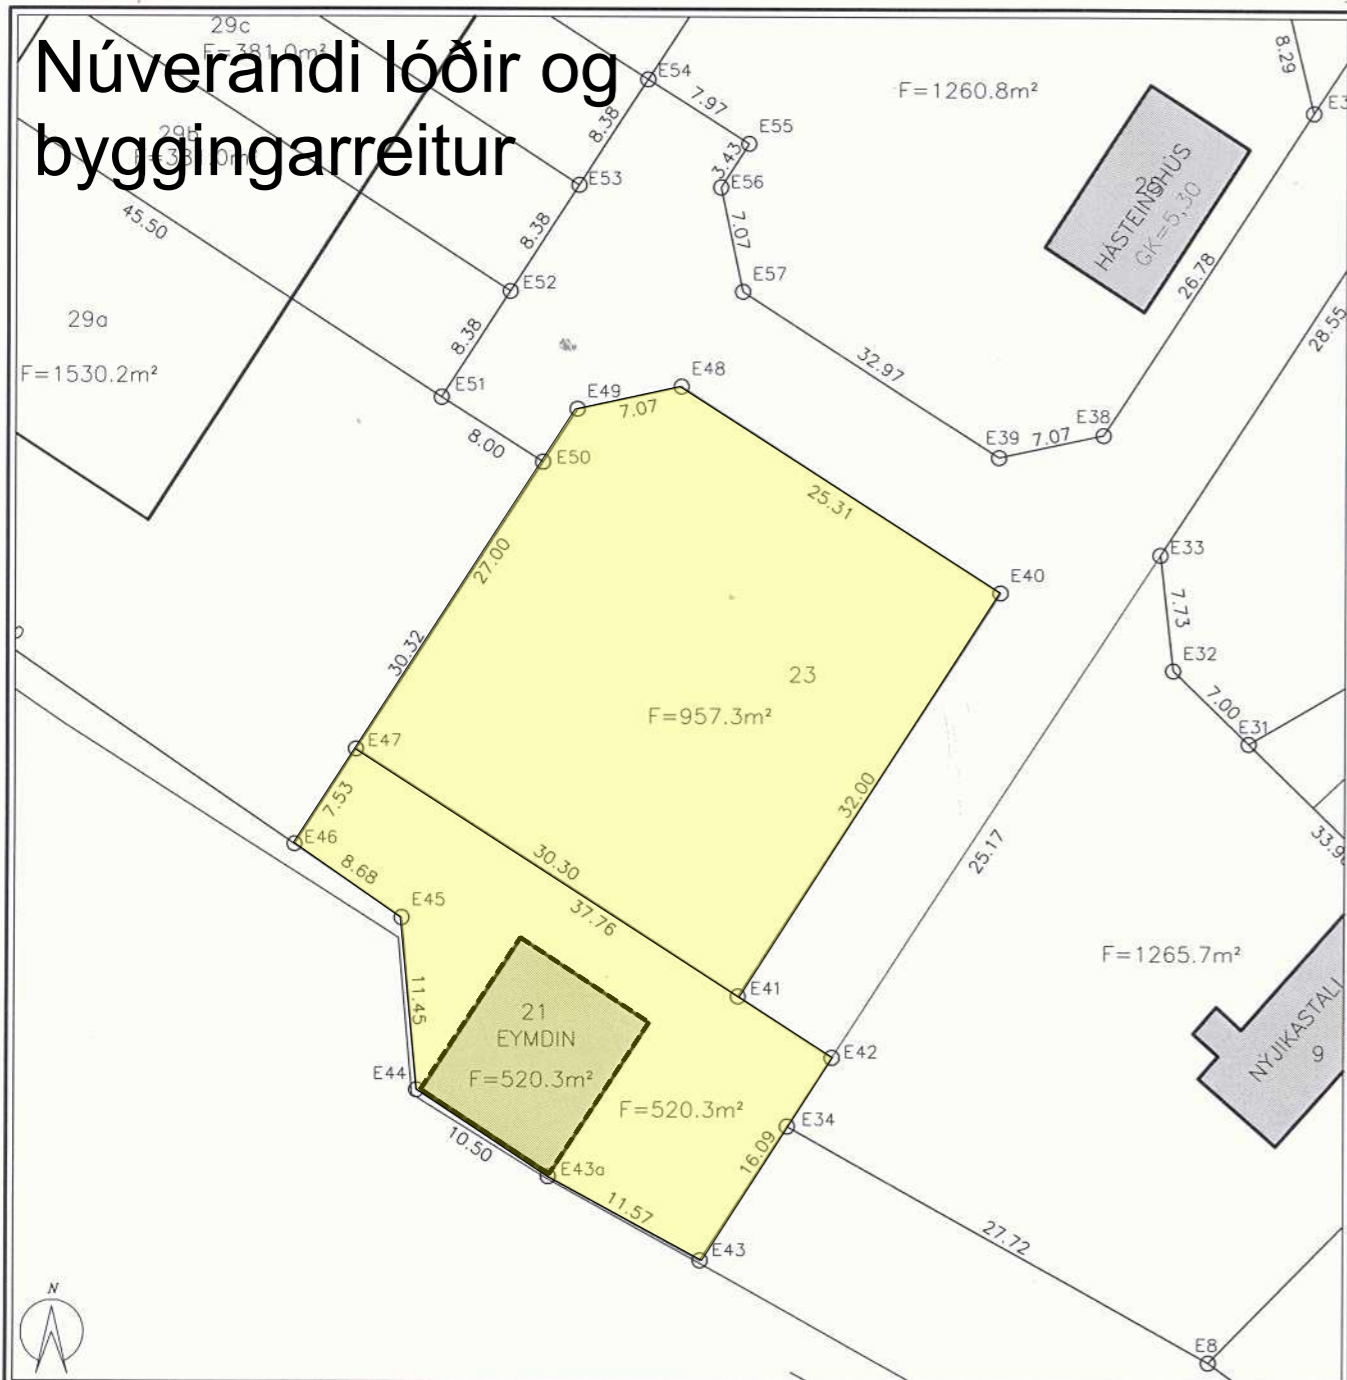 Núverandi lóðir og
byggingarreitur
29c
F=381.0m²
29b
29a
F=1530.2m²
45.50
8.38
8.38
8.38
E54
7.97
E55
3.43
E56
7.07
E57
E53
E52
E51
8.00
E50
E49
7.07
E48
32.97
E39
7.07
E38
F=1260.8m²
8.29
HÁSTEINSHÚS
GK=5,30
26.78
28.55
25.31
E40
E33
7.73
E32
7.00
E31
27.00
30.32
23
F=957.3m²
32.00
E47
7.53
E46
8.68
E45
30.30
37.76
25.17
11.45
E41
E42
F=1265.7m²
NÝJIKASTALI
9
21
EYMDIN
F=520.3m²
F=520.3m²
E44
10.50
E43a
11.57
16.09
E34
E43
27.72
E8
N